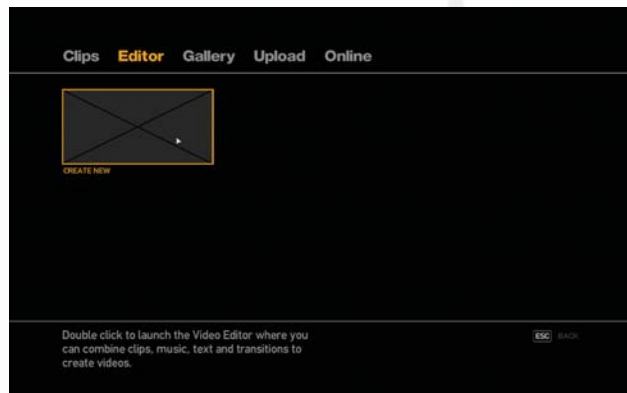 Clips Editor Gallery Upload Online
CREATE NEW
Double click to launch the Video Editor where you
can combine clips, music, text and transitions to
create videos.
ESC BACK